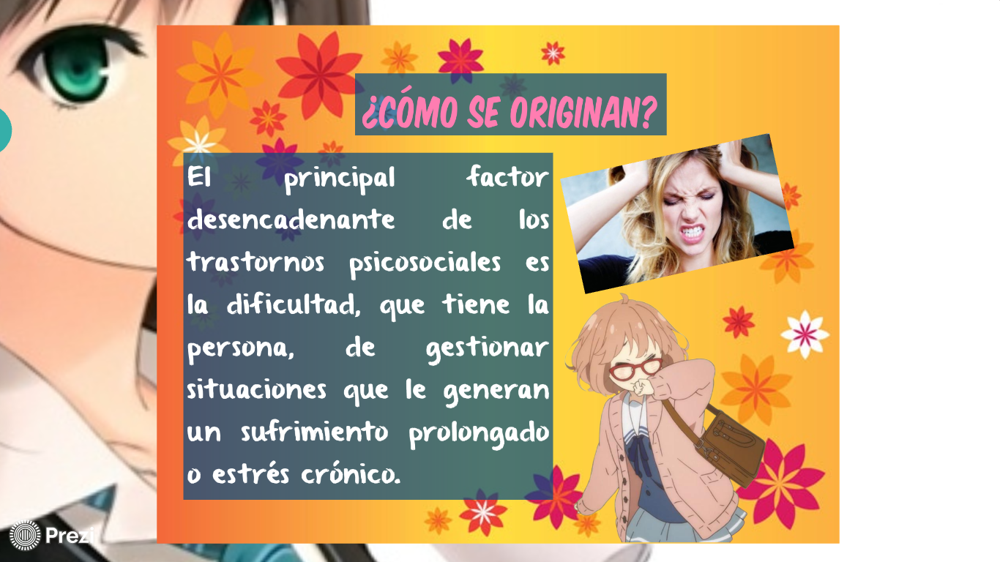 ¿CÓMO SE ORIGINAN?
El principal factor
desencadenante de los
trastornos psicosociales es
la dificultad, que tiene la
persona, de gestionar
situaciones que le generan
un sufrimiento prolongado
o estrés crónico.
Prezi